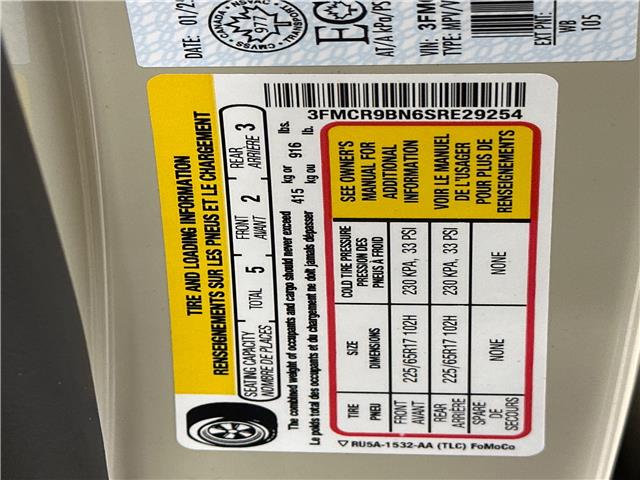 DATE: 01/2
977
CMVSS
EC
AT/A kPa/PS
VIN: 3FMC
TYPE: MPV/V
EXT PNT:
WB
105
TIRE AND LOADING INFORMATION
RENSEIGNEMENTS SUR LES PNEUS ET LE CHARGEMENT
SEATING CAPACITY TOTAL 5 FRONT 2 REAR 3
NOMBRE DE PLACES AVANT ARRIÈRE
The combined weight of occupants and cargo should never exceed 415 kg or 916 lbs.
Le poids total des occupants et du chargement ne doit jamais dépasser kg ou lb.
TIRE SIZE COLD TIRE PRESSURE SEE OWNER'S
PNEU DIMENSIONS PRESSION DES MANUAL FOR
PNEUS À FROID ADDITIONAL
FRONT 225/65R17 102H 230 KPA, 33 PSI INFORMATION
AVANT
REAR 225/65R17 102H 230 KPA, 33 PSI VOIR LE MANUEL
ARRIÈRE DE L'USAGER
SPARE NONE NONE POUR PLUS DE
DE RENSEIGNEMENTS
SECOURS
3FMCR9BN6SRE29254
RU5A-1532-AA (TLC) FoMoCo